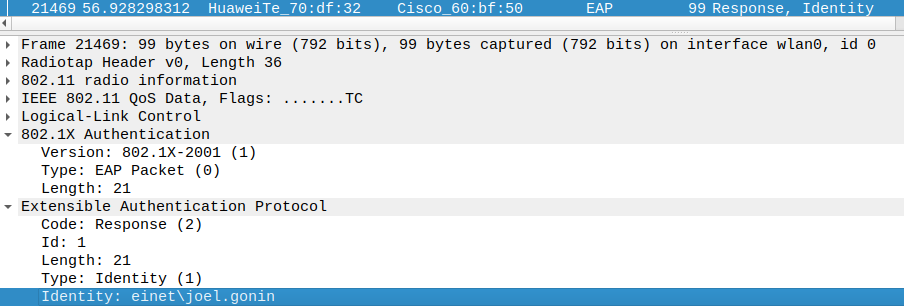 21469 56.928298312 HuaweiTe_70:df:32 Cisco_60:bf:50 EAP 99 Response, Identity
Frame 21469: 99 bytes on wire (792 bits), 99 bytes captured (792 bits) on interface wlan0, id 0
Radiotap Header v0, Length 36
802.11 radio information
IEEE 802.11 QoS Data, Flags: .......TC
Logical-Link Control
802.1X Authentication
Version: 802.1X-2001 (1)
Type: EAP Packet (0)
Length: 21
Extensible Authentication Protocol
Code: Response (2)
Id: 1
Length: 21
Type: Identity (1)
Identity: einet\joel.gonin